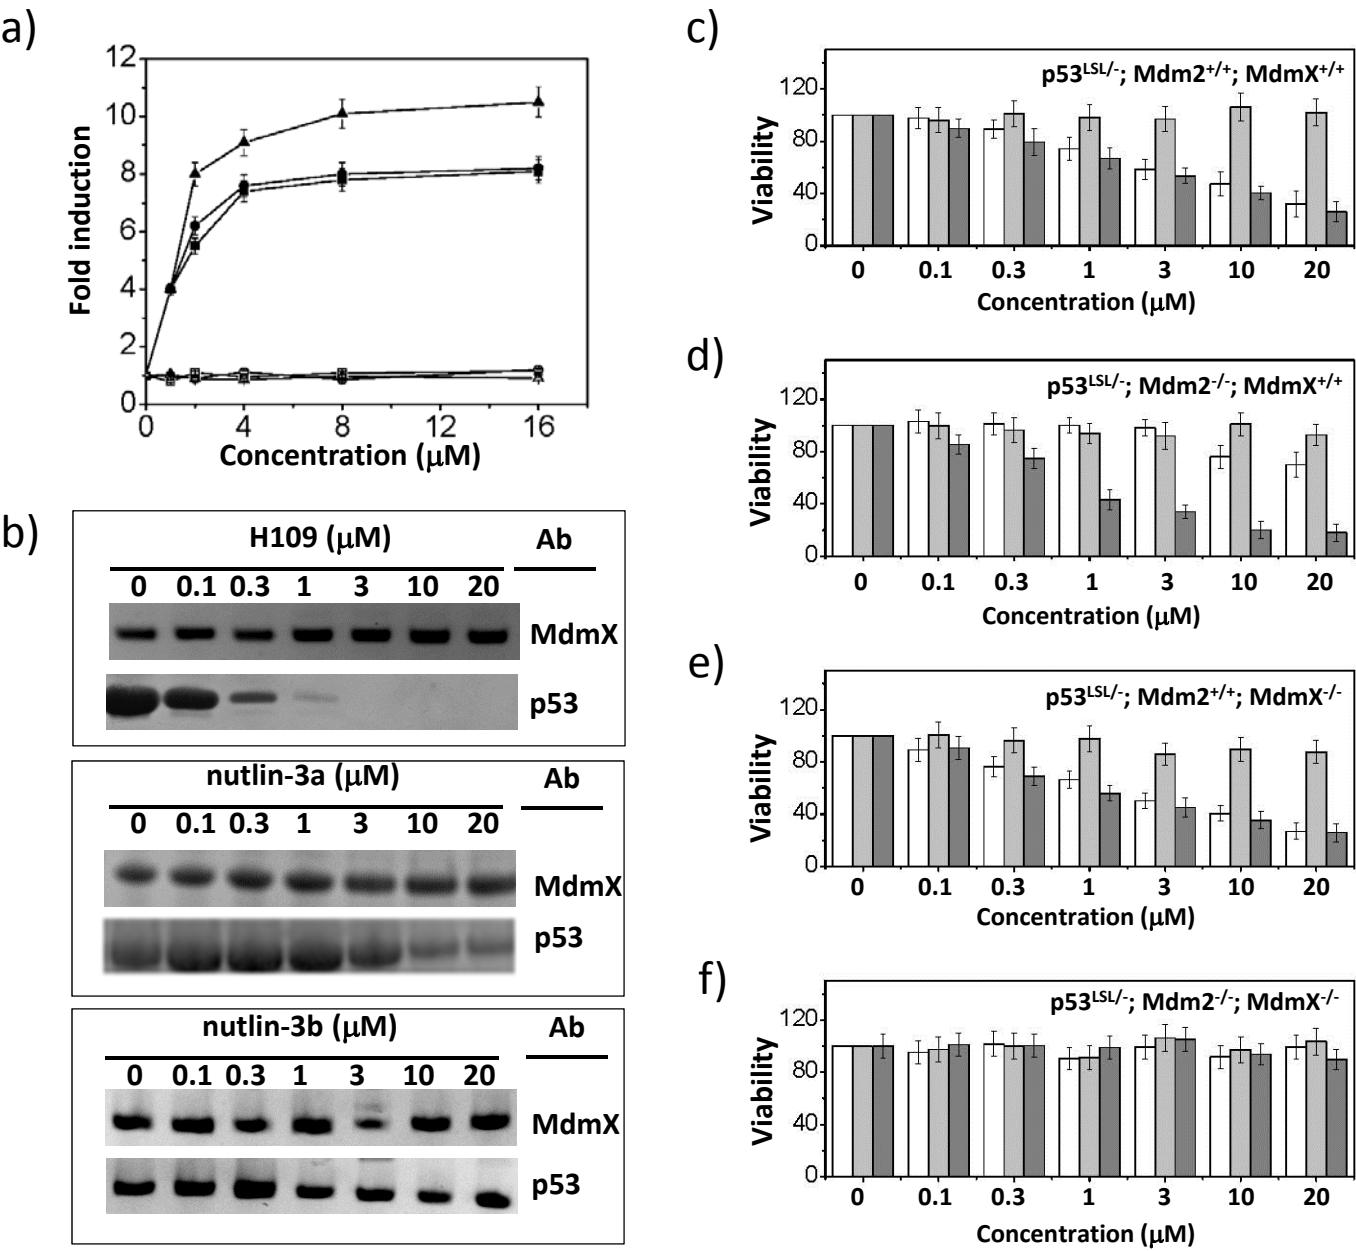 a)
12
10
8
6
4
2
0
Fold induction
0 4 8 12 16
Concentration (μM)
b)
H109 (μM) Ab
0 0.1 0.3 1 3 10 20
MdmX
p53
nutlin-3a (μM) Ab
0 0.1 0.3 1 3 10 20
MdmX
p53
nutlin-3b (μM) Ab
0 0.1 0.3 1 3 10 20
MdmX
p53
c)
p53LSL/-; Mdm2+/+; MdmX+/+
120
80
40
0
Viability
0 0.1 0.3 1 3 10 20
Concentration (μM)
d)
p53LSL/-; Mdm2-/-; MdmX+/+
120
80
40
0
Viability
0 0.1 0.3 1 3 10 20
Concentration (μM)
e)
p53LSL/-; Mdm2+/+; MdmX-/-
120
80
40
0
Viability
0 0.1 0.3 1 3 10 20
Concentration (μM)
f)
p53LSL/-; Mdm2-/-; MdmX-/-
120
80
40
0
Viability
0 0.1 0.3 1 3 10 20
Concentration (μM)